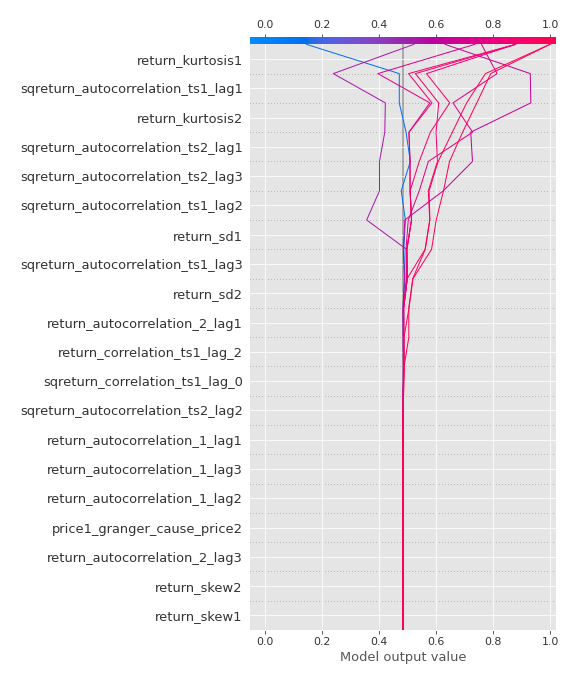 0.0 0.2 0.4 0.6 0.8 1.0
return_kurtosis1
sqreturn_autocorrelation_ts1_lag1
return_kurtosis2
sqreturn_autocorrelation_ts2_lag1
sqreturn_autocorrelation_ts2_lag3
sqreturn_autocorrelation_ts1_lag2
return_sd1
sqreturn_autocorrelation_ts1_lag3
return_sd2
return_autocorrelation_2_lag1
return_correlation_ts1_lag_2
sqreturn_correlation_ts1_lag_0
sqreturn_autocorrelation_ts2_lag2
return_autocorrelation_1_lag1
return_autocorrelation_1_lag3
return_autocorrelation_1_lag2
price1_granger_cause_price2
return_autocorrelation_2_lag3
return_skew2
return_skew1
0.0 0.2 0.4 0.6 0.8 1.0
Model output value